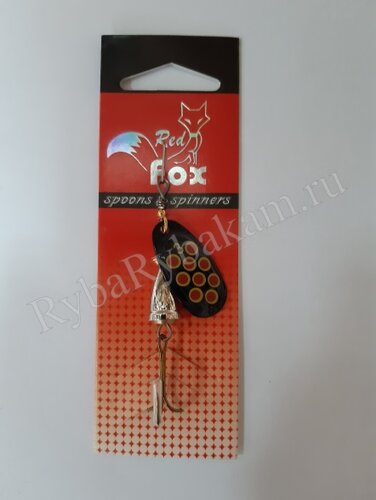 Red
fox
spoons & spinners
RybaRybakam.ru